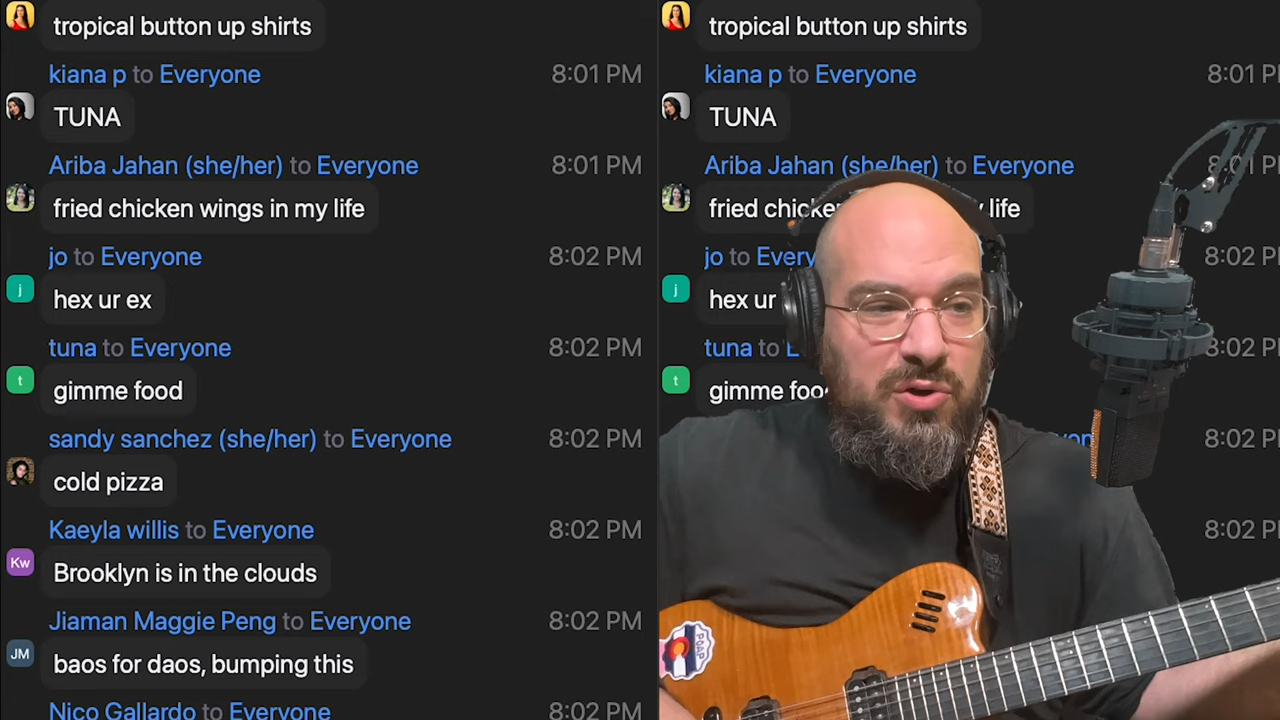 tropical button up shirts
kiana p to Everyone 8:01 PM
TUNA
Ariba Jahan (she/her) to Everyone 8:01 PM
fried chicken wings in my life
jo to Everyone 8:02 PM
j
hex ur ex
tuna to Everyone 8:02 PM
t
gimme food
sandy sanchez (she/her) to Everyone 8:02 PM
cold pizza
Kaeyla willis to Everyone 8:02 PM
Kw
Brooklyn is in the clouds
Jiaman Maggie Peng to Everyone 8:02 PM
JM
baos for daos, bumping this
Nico Gallardo to Everyone 8:02 PM
tropical button up shirts
kiana p to Everyone 8:01 P
TUNA
Ariba Jahan (she/her) to Everyone 8:01 PM
fried chicke life
jo to Every 8:02 PM
j
hex ur
tuna to E 8:02 PM
t
gimme foo
8:02 P
8:02 P
POAP